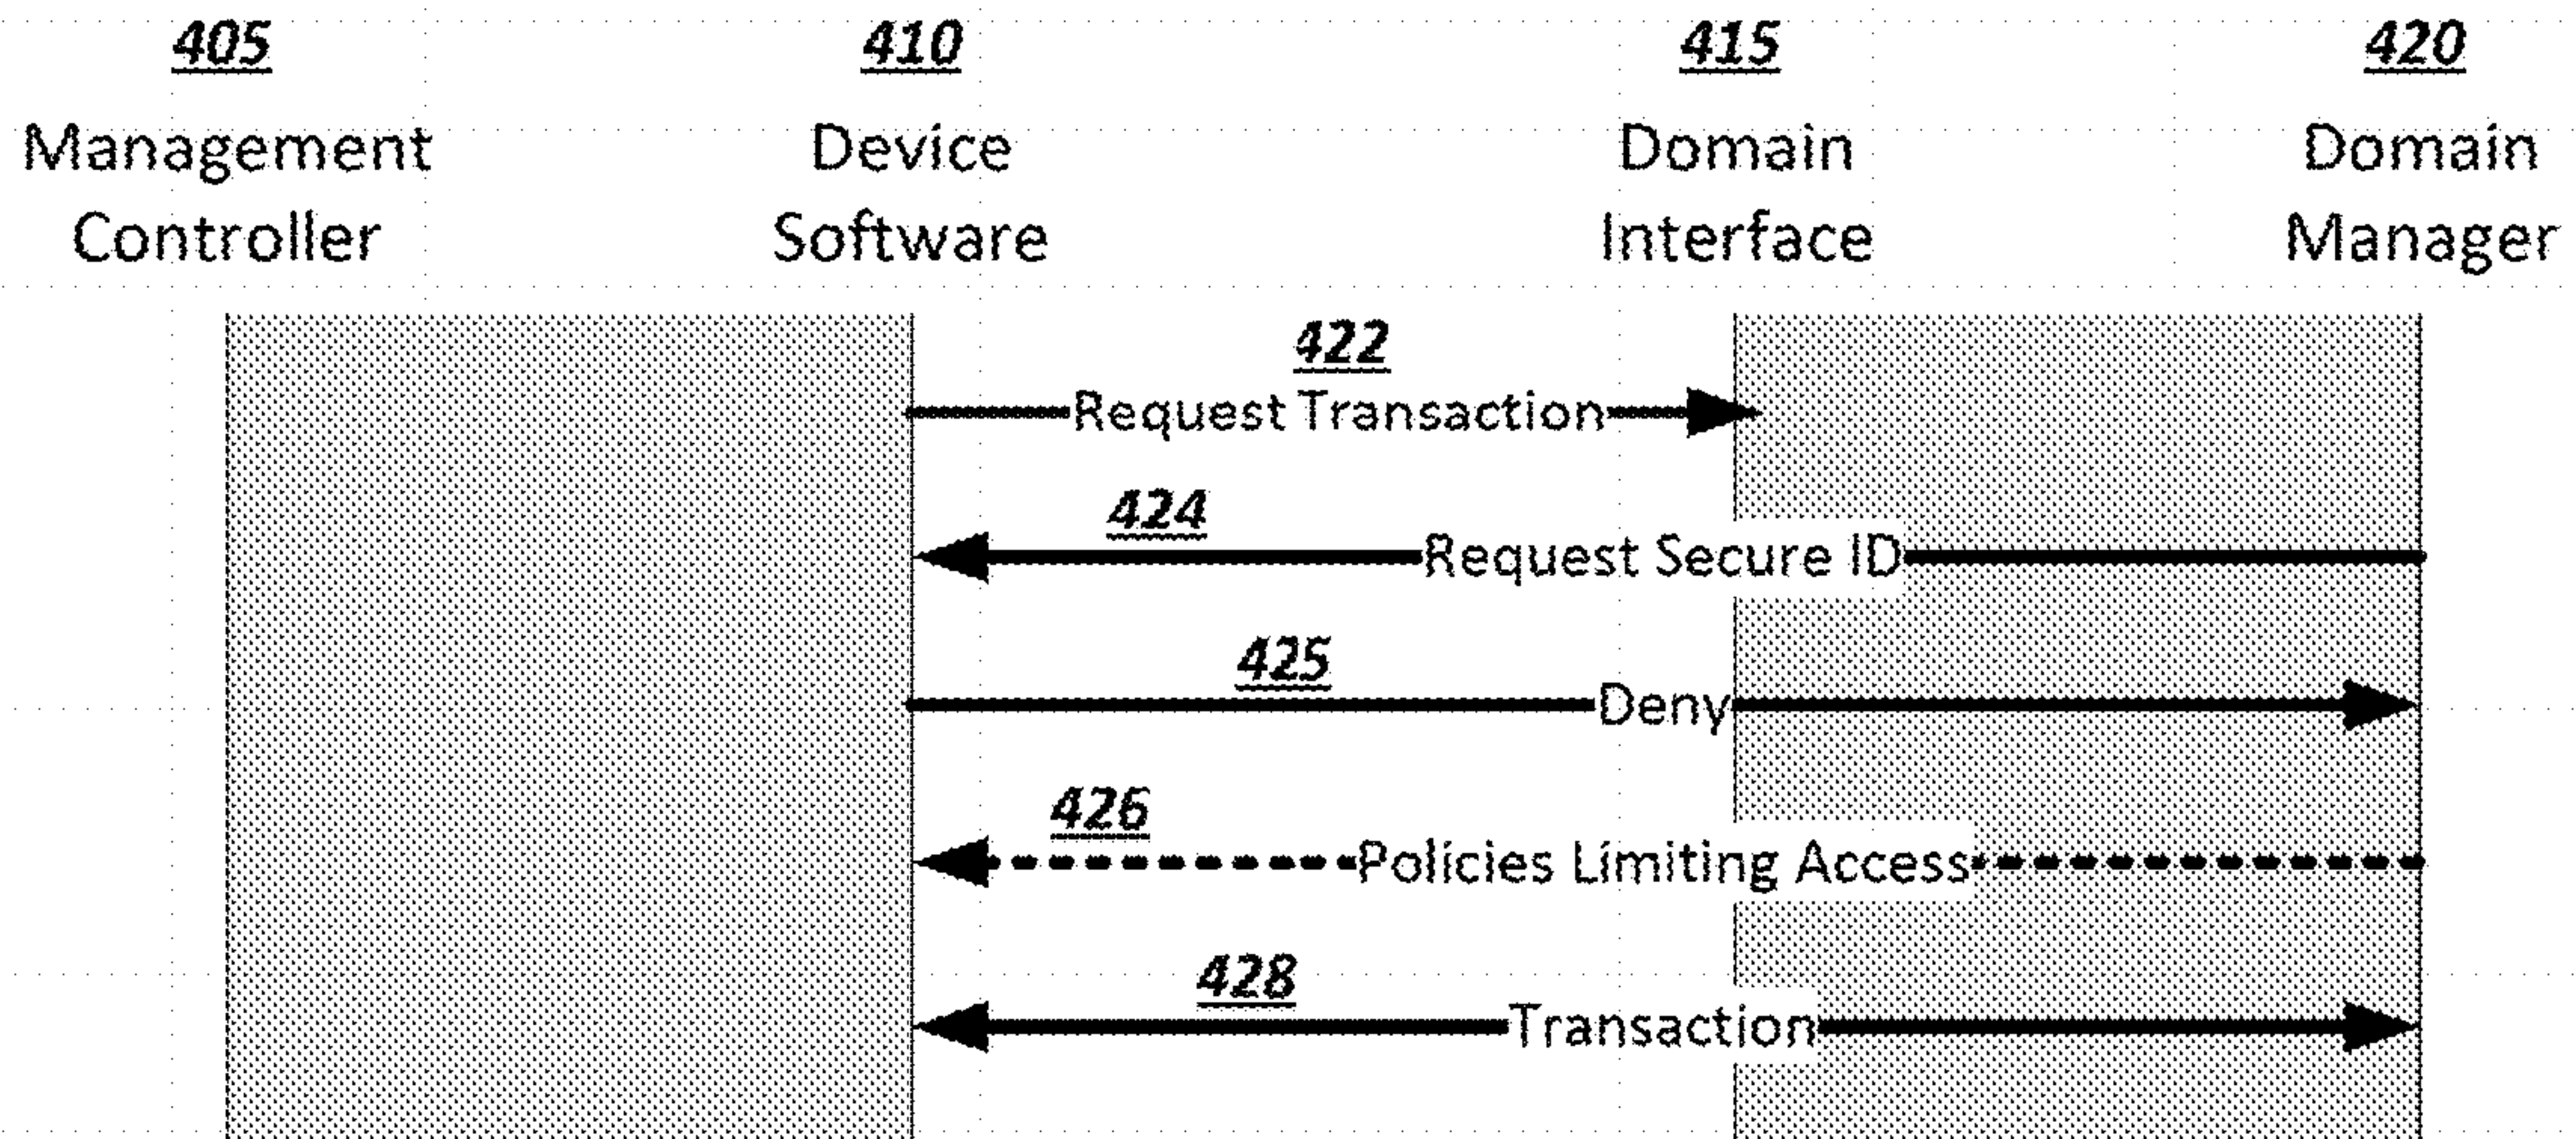 405 410 415 420
Management Device Domain Domain
Controller Software Interface Manager
422
Request Transaction
424
Request Secure ID
425
Deny
426
Policies Limiting Access
428
Transaction